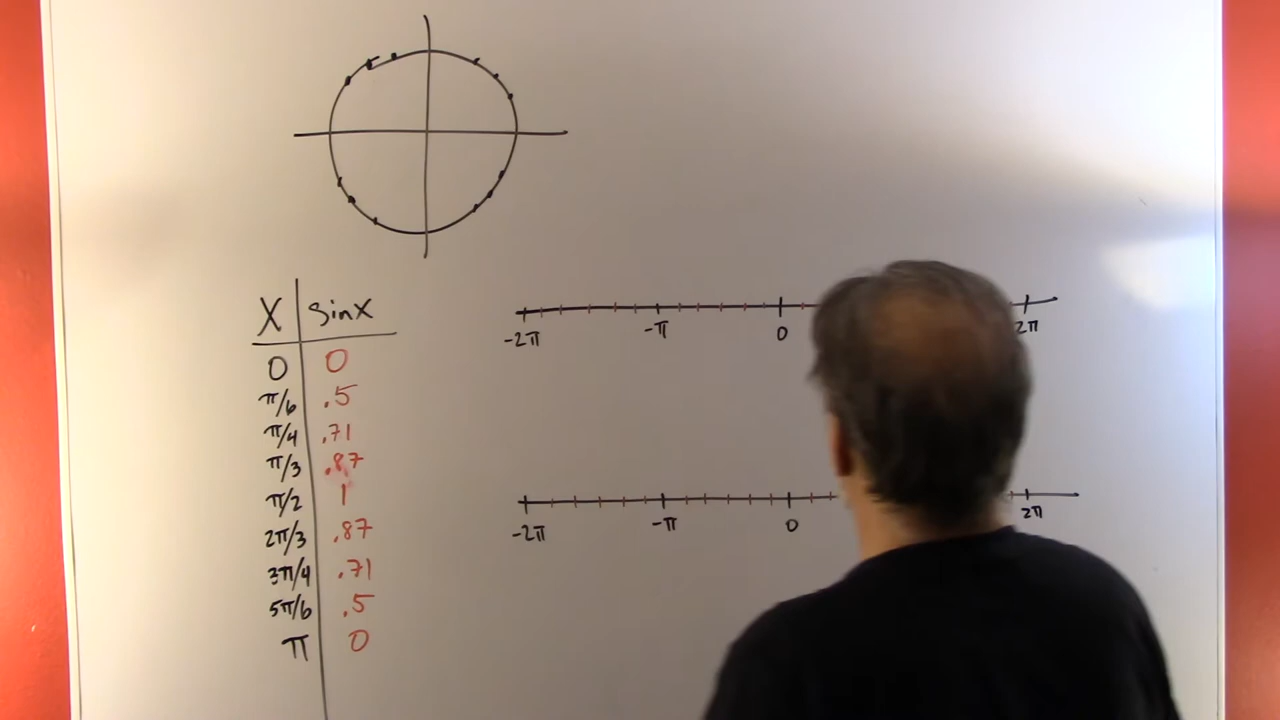 X sinx
0 0
π/6 .5
π/4 .71
π/3 .87
π/2 1
2π/3 .87
3π/4 .71
5π/6 .5
π 0
-2π -π 0 2π
-2π -π 0 2π